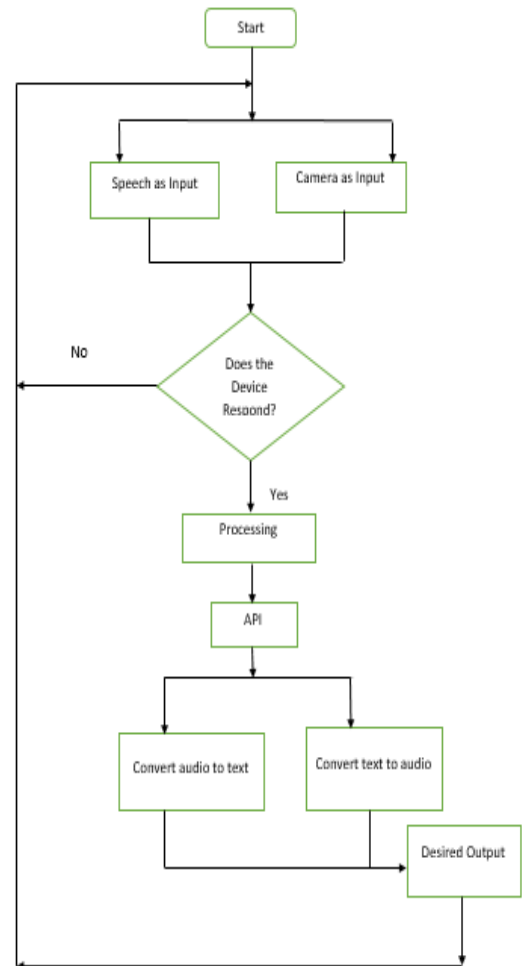 Start
Speech as Input
Camera as Input
No
Does the
Device
Respond?
Yes
Processing
API
Convert audio to text
Convert text to audio
Desired Output